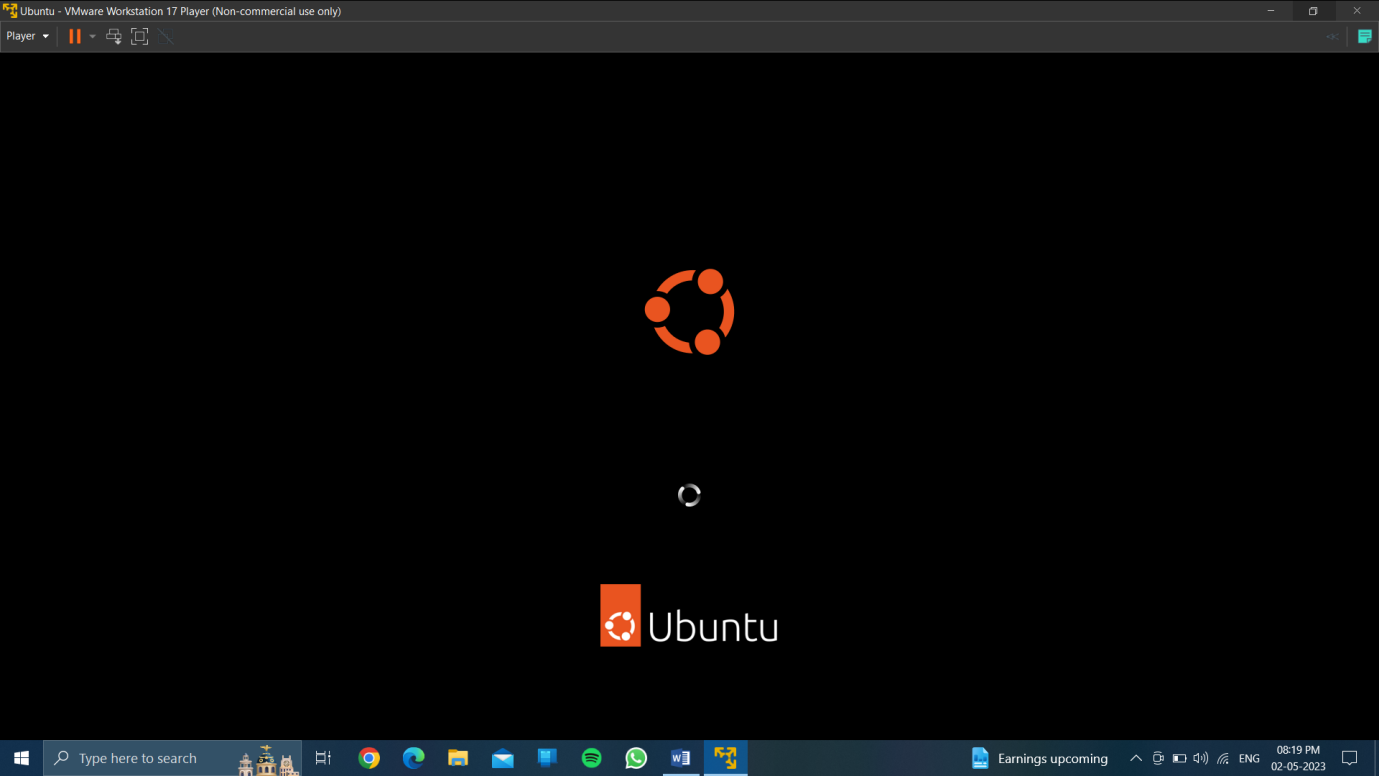 Ubuntu - VMware Workstation 17 Player (Non-commercial use only)
Player
Ubuntu
Type here to search
Earnings upcoming
ENG
08:19 PM
02-05-2023